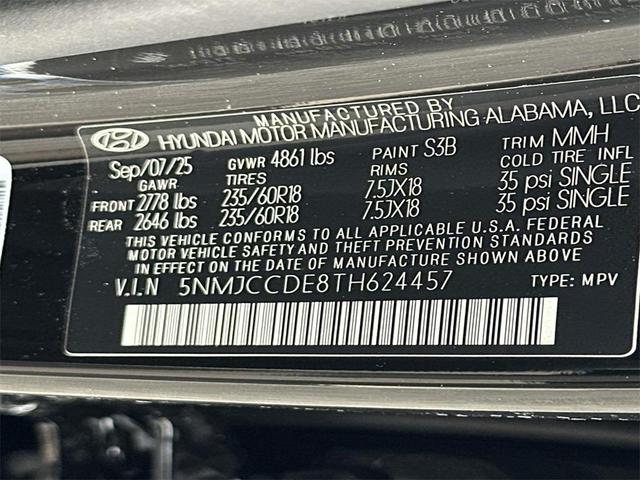 MANUFACTURED BY
HYUNDAI MOTOR MANUFACTURING ALABAMA, LLC
Sep/07/25 GVWR 4861 lbs PAINT S3B TRIM MMH
GAWR TIRES RIMS COLD TIRE INFL
FRONT 2778 lbs 235/60R18 7.5JX18 35 psi SINGLE
REAR 2646 lbs 235/60R18 7.5JX18 35 psi SINGLE
THIS VEHICLE CONFORMS TO ALL APPLICABLE U.S.A. FEDERAL
MOTOR VEHICLE SAFETY AND THEFT PREVENTION STANDARDS
IN EFFECT ON THE DATE OF MANUFACTURE SHOWN ABOVE
V.I.N 5NMJCCDE8TH624457 TYPE: MPV